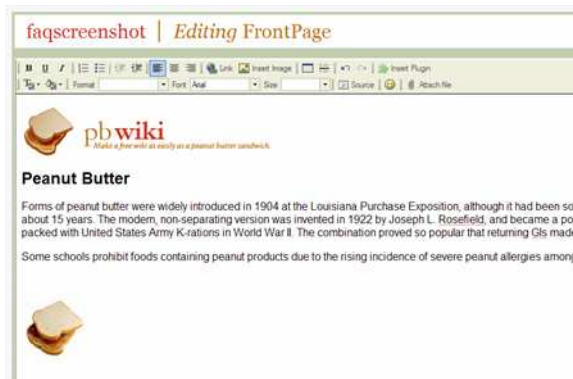 faqscreenshot | Editing FrontPage
B U I Link Insert Image Insert Plugin
Format Font Arial Size Source Attach file
pbwiki
Make a free wiki as easily as a peanut butter sandwich.
Peanut Butter
Forms of peanut butter were widely introduced in 1904 at the Louisiana Purchase Exposition, although it had been so
about 15 years. The modern, non-separating version was invented in 1922 by Joseph L. Rosefield, and became a po
packed with United States Army K-rations in World War II. The combination proved so popular that returning GIs made
Some schools prohibit foods containing peanut products due to the rising incidence of severe peanut allergies among